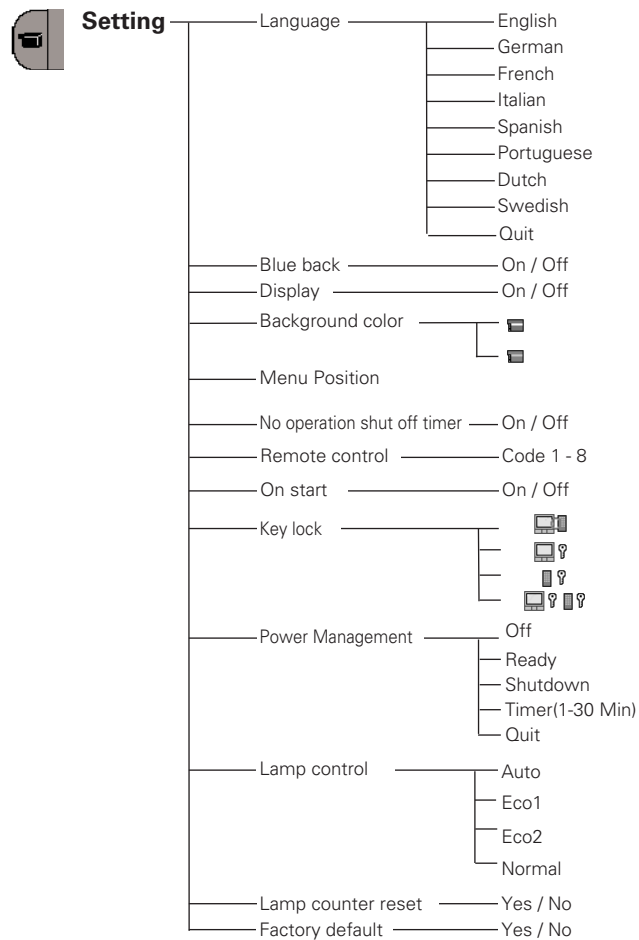 Setting
Language
English
German
French
Italian
Spanish
Portuguese
Dutch
Swedish
Quit
Blue back
On / Off
Display
On / Off
Background color
Menu Position
No operation shut off timer
On / Off
Remote control
Code 1 - 8
On start
On / Off
Key lock
Power Management
Off
Ready
Shutdown
Timer(1-30 Min)
Quit
Lamp control
Auto
Eco1
Eco2
Normal
Lamp counter reset
Yes / No
Factory default
Yes / No